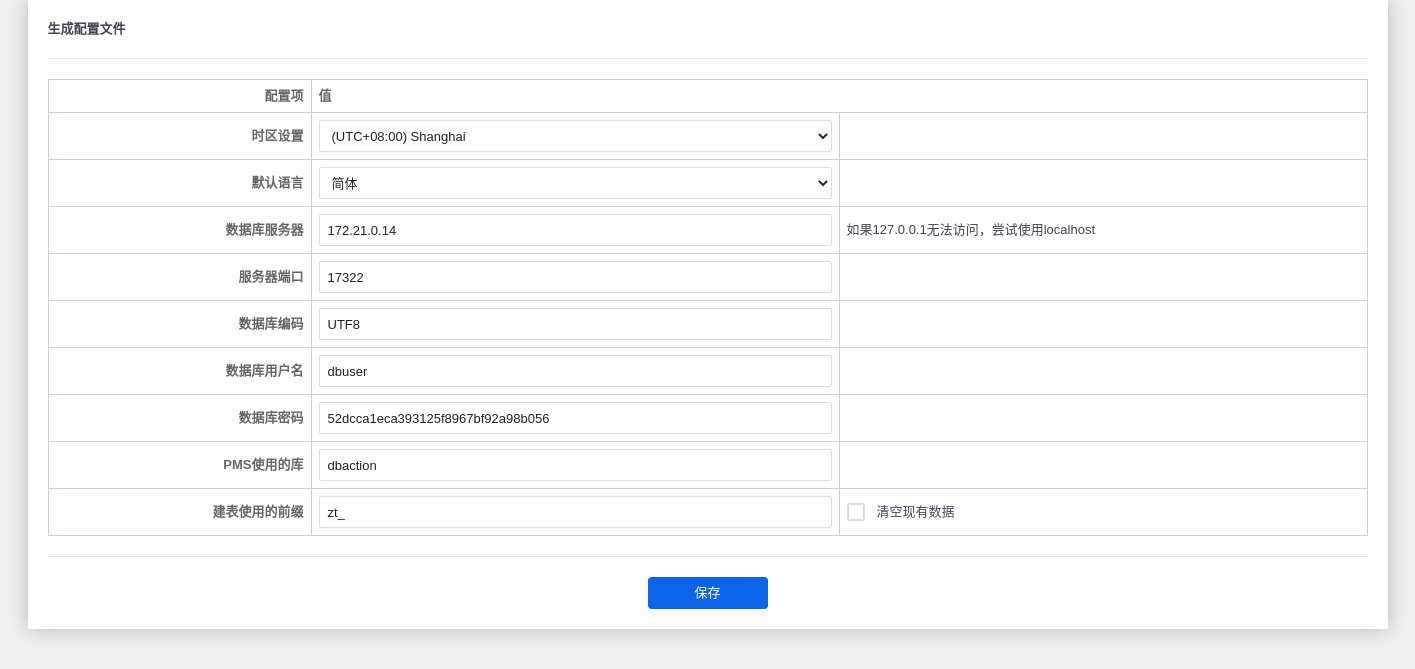 生成配置文件
配置项 值
时区设置 (UTC+08:00) Shanghai
默认语言 简体
数据库服务器 172.21.0.14 如果127.0.0.1无法访问，尝试使用localhost
服务器端口 17322
数据库编码 UTF8
数据库用户名 dbuser
数据库密码 52dcca1eca393125f8967bf92a98b056
PMS使用的库 dbaction
建表使用的前缀 zt_ 清空现有数据
保存